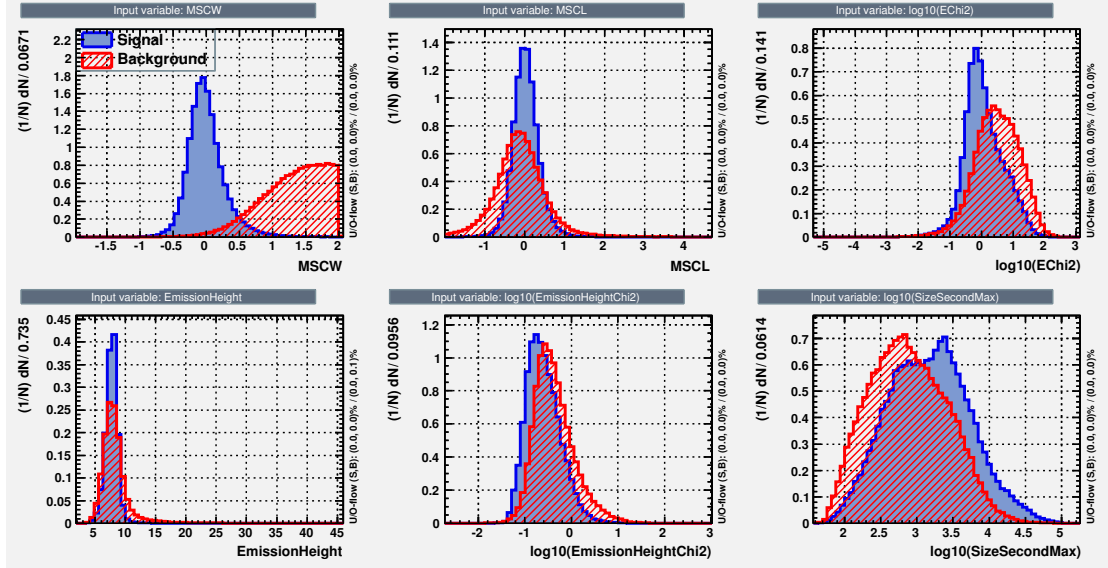 Input variable: MSCW
(1/N) dN/ 0.0671
2.2
2
1.8
1.6
1.4
1.2
1
0.8
0.6
0.4
0.2
0
Signal
Background
-1.5 -1 -0.5 0 0.5 1 1.5 2
MSCW
U/O-flow (S,B): (0.0, 0.0)% / (0.0, 0.0)%
Input variable: MSCL
(1/N) dN/ 0.111
1.4
1.2
1
0.8
0.6
0.4
0.2
0
-1 0 1 2 3 4
MSCL
U/O-flow (S,B): (0.0, 0.0)% / (0.0, 0.0)%
Input variable: log10(EChi2)
(1/N) dN/ 0.141
0.8
0.7
0.6
0.5
0.4
0.3
0.2
0.1
0
-5 -4 -3 -2 -1 0 1 2 3
log10(EChi2)
U/O-flow (S,B): (0.0, 0.0)% / (0.0, 0.0)%
Input variable: EmissionHeight
(1/N) dN/ 0.735
0.45
0.4
0.35
0.3
0.25
0.2
0.15
0.1
0.05
0
5 10 15 20 25 30 35 40 45
EmissionHeight
U/O-flow (S,B): (0.0, 0.0)% / (0.0, 0.1)%
Input variable: log10(EmissionHeightChi2)
(1/N) dN/ 0.0956
1.2
1
0.8
0.6
0.4
0.2
0
-2 -1 0 1 2 3
log10(EmissionHeightChi2)
U/O-flow (S,B): (0.0, 0.0)% / (0.0, 0.0)%
Input variable: log10(SizeSecondMax)
(1/N) dN/ 0.0614
0.7
0.6
0.5
0.4
0.3
0.2
0.1
0
2 2.5 3 3.5 4 4.5 5
log10(SizeSecondMax)
U/O-flow (S,B): (0.0, 0.0)% / (0.0, 0.0)%